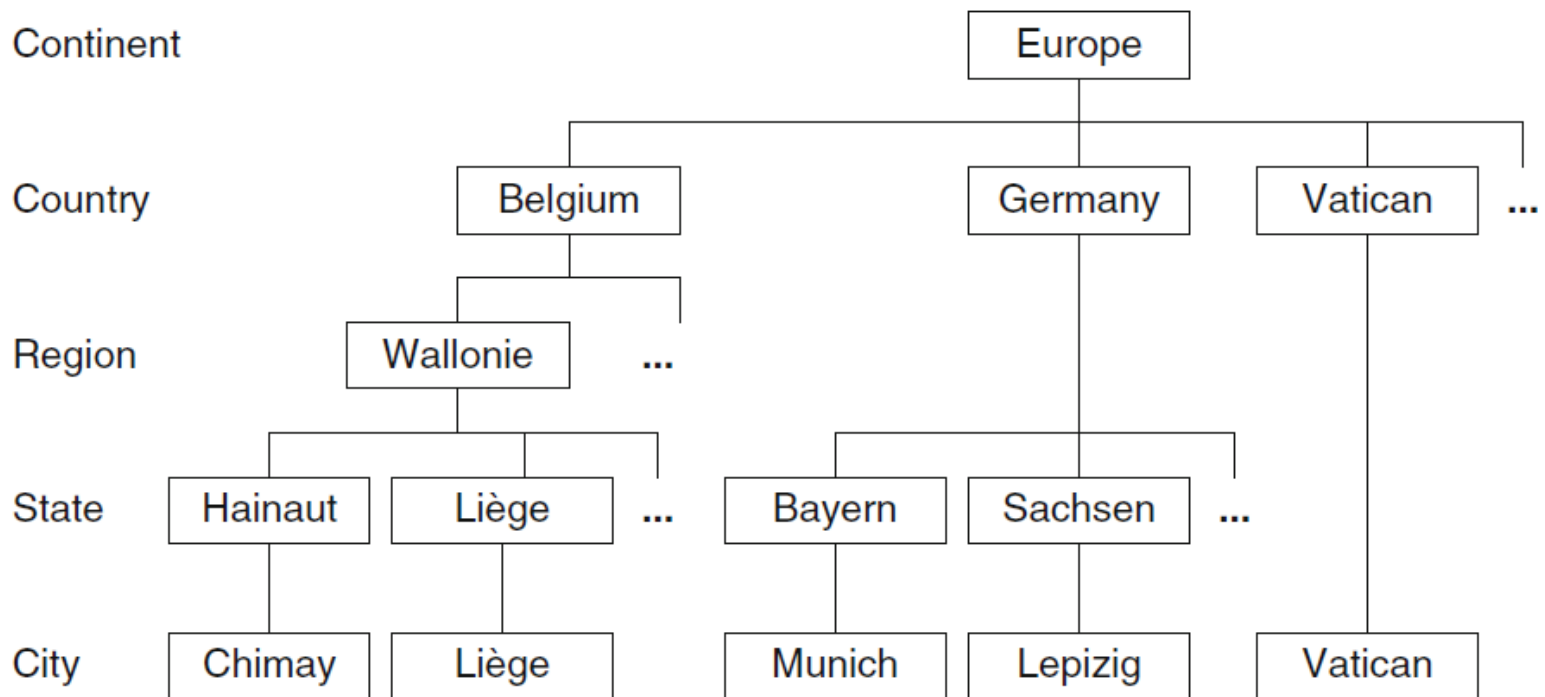 Continent Europe
Country Belgium Germany Vatican ...
Region Wallonie ...
State Hainaut Liège ... Bayern Sachsen ...
City Chimay Liège Munich Lepizig Vatican